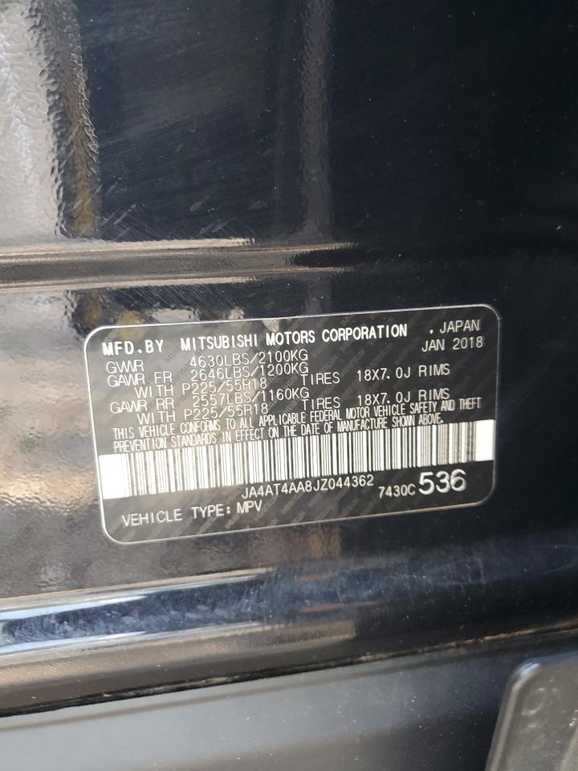 MFD.BY MITSUBISHI MOTORS CORPORATION , JAPAN
GVWR 4630LBS/2100KG JAN 2018
GAWR FR 2646LBS/1200KG
WITH P225/55R18 TIRES 18X7.0J RIMS
GAWR RR 2557LBS/1160KG
WITH P225/55R18 TIRES 18X7.0J RIMS
THIS VEHICLE CONFORMS TO ALL APPLICABLE FEDERAL MOTOR VEHICLE SAFETY AND THEFT
PREVENTION STANDARDS IN EFFECT ON THE DATE OF MANUFACTURE SHOWN ABOVE.
JA4AT4AA8JZ044362 7430C 536
VEHICLE TYPE: MPV